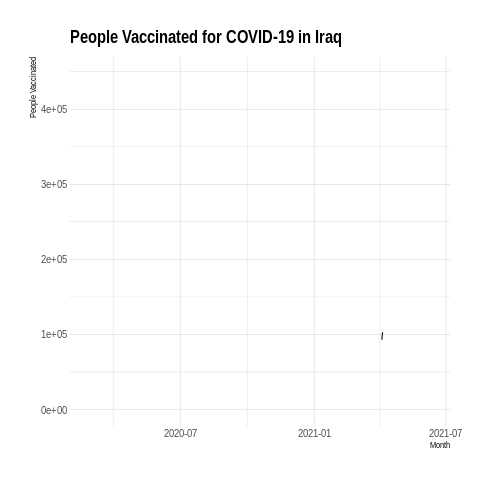 People Vaccinated for COVID-19 in Iraq
People Vaccinated
4e+05
3e+05
2e+05
1e+05
0e+00
2020-07
2021-01
2021-07
Month